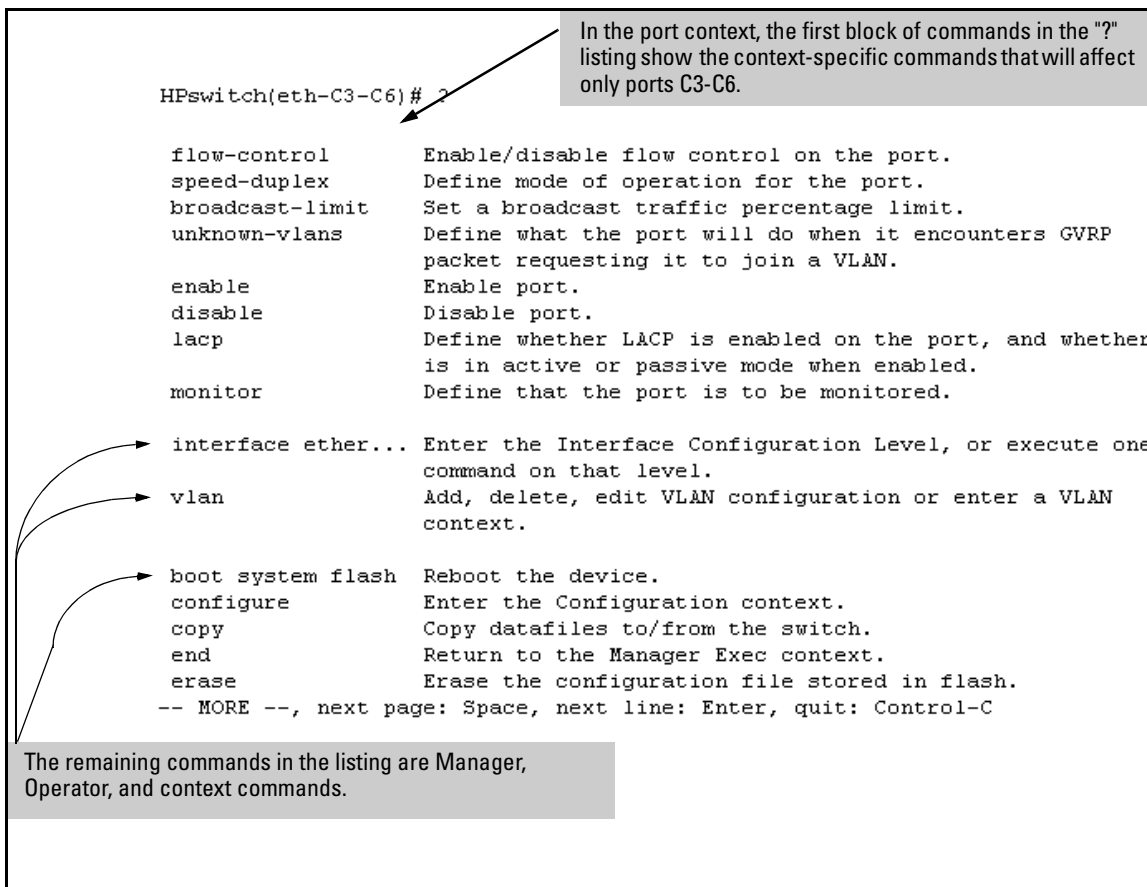 In the port context, the first block of commands in the "?"
listing show the context-specific commands that will affect
only ports C3-C6.
HPswitch(eth-C3-C6)# ?
flow-control Enable/disable flow control on the port.
speed-duplex Define mode of operation for the port.
broadcast-limit Set a broadcast traffic percentage limit.
unknown-vlans Define what the port will do when it encounters GVRP
packet requesting it to join a VLAN.
enable Enable port.
disable Disable port.
lacp Define whether LACP is enabled on the port, and whether
is in active or passive mode when enabled.
monitor Define that the port is to be monitored.
interface ether... Enter the Interface Configuration Level, or execute one
command on that level.
vlan Add, delete, edit VLAN configuration or enter a VLAN
context.
boot system flash Reboot the device.
configure Enter the Configuration context.
copy Copy datafiles to/from the switch.
end Return to the Manager Exec context.
erase Erase the configuration file stored in flash.
-- MORE --, next page: Space, next line: Enter, quit: Control-C
The remaining commands in the listing are Manager,
Operator, and context commands.